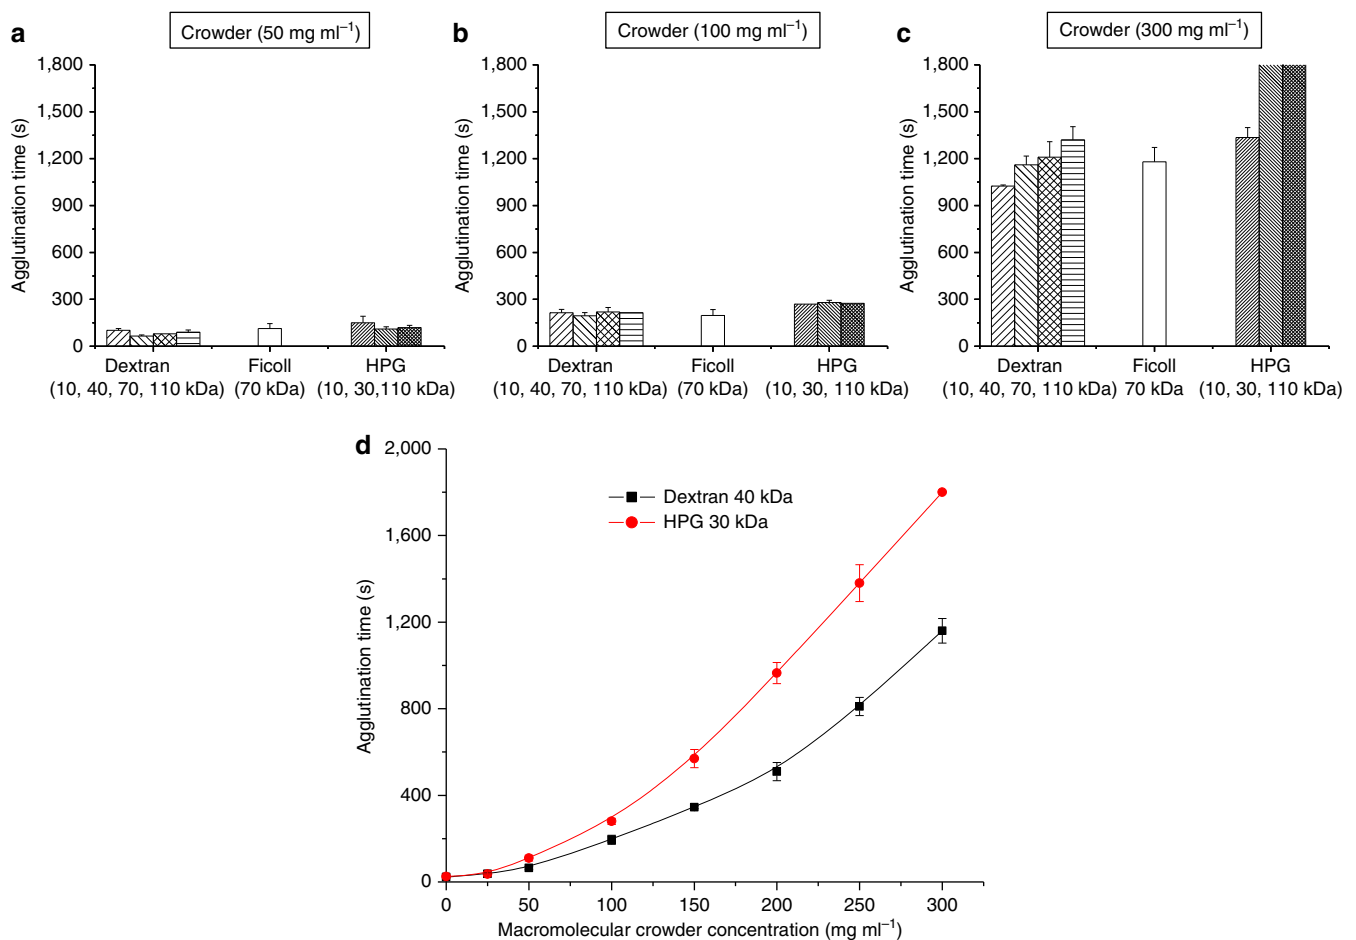 a
Crowder (50 mg ml⁻¹)
1,800
1,500
1,200
900
600
300
0
Agglutination time (s)
Dextran
(10, 40, 70, 110 kDa)
Ficoll
(70 kDa)
HPG
(10, 30,110 kDa)
b
Crowder (100 mg ml⁻¹)
1,800
1,500
1,200
900
600
300
0
Agglutination time (s)
Dextran
(10, 40, 70, 110 kDa)
Ficoll
(70 kDa)
HPG
(10, 30, 110 kDa)
c
Crowder (300 mg ml⁻¹)
1,800
1,500
1,200
900
600
300
0
Agglutination time (s)
Dextran
(10, 40, 70, 110 kDa)
Ficoll
70 kDa
HPG
(10, 30, 110 kDa)
d
2,000
1,600
1,200
800
400
0
Agglutination time (s)
Dextran 40 kDa
HPG 30 kDa
0 50 100 150 200 250 300
Macromolecular crowder concentration (mg ml⁻¹)